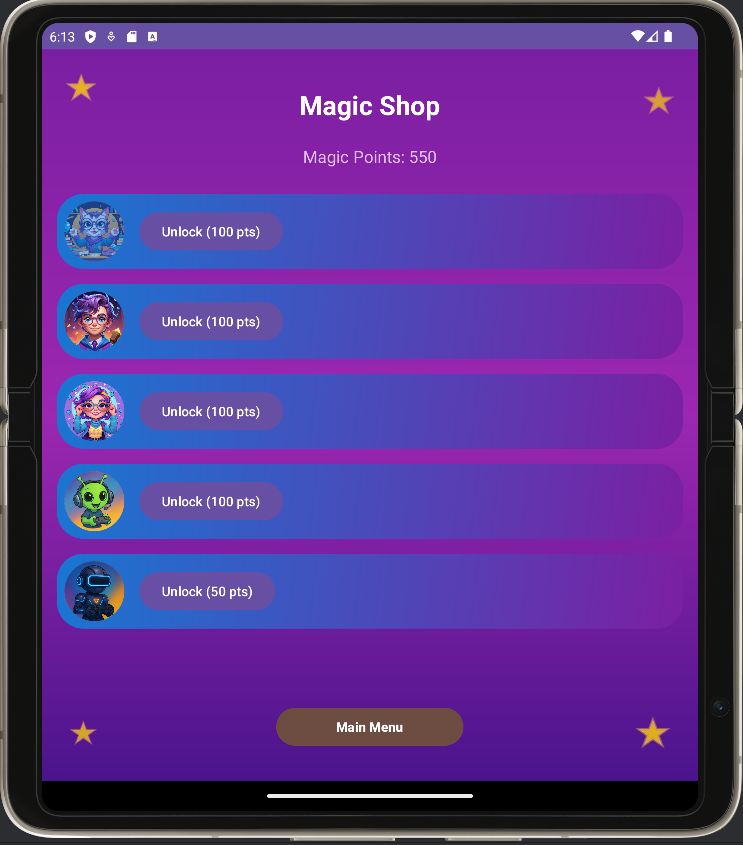 6:13
Magic Shop
Magic Points: 550
Unlock (100 pts)
Unlock (100 pts)
Unlock (100 pts)
Unlock (100 pts)
Unlock (50 pts)
Main Menu